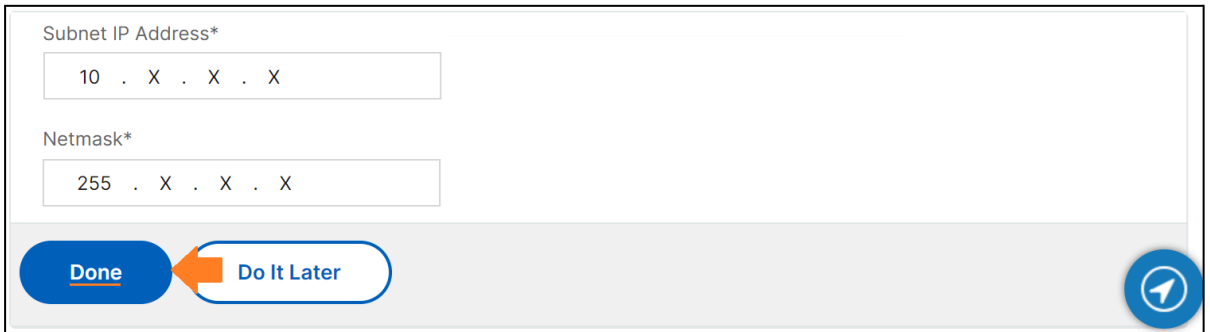 Subnet IP Address*
10 . X . X . X
Netmask*
255 . X . X . X
Done Do It Later